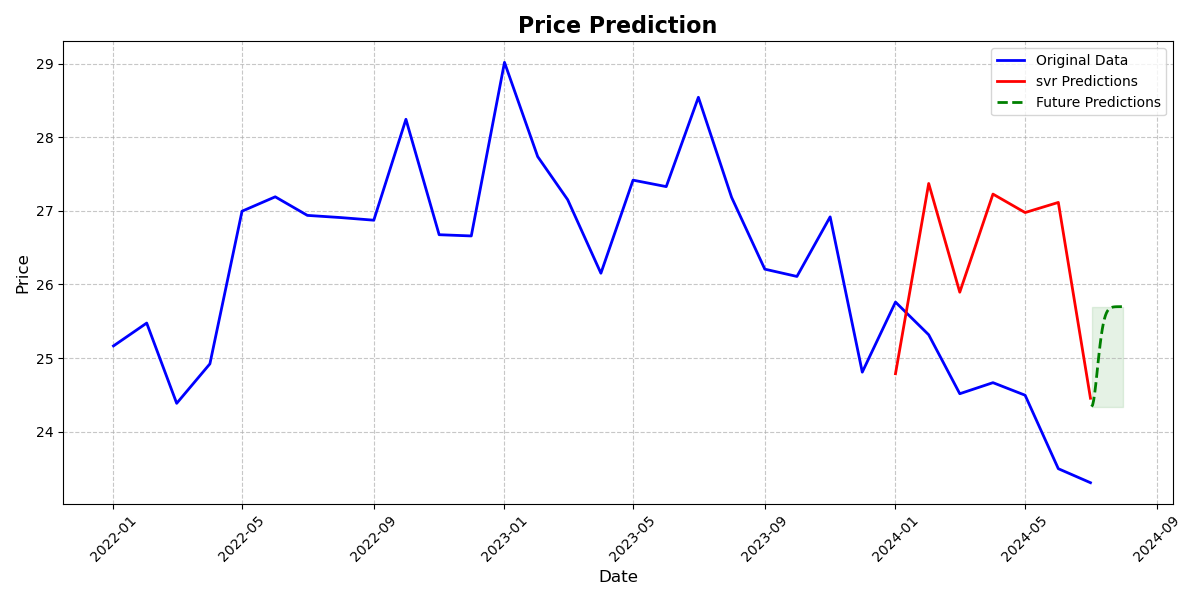 Price Prediction
Original Data
svr Predictions
Future Predictions
Price
29
28
27
26
25
24
2022-01
2022-05
2022-09
2023-01
2023-05
2023-09
2024-01
2024-05
2024-09
Date